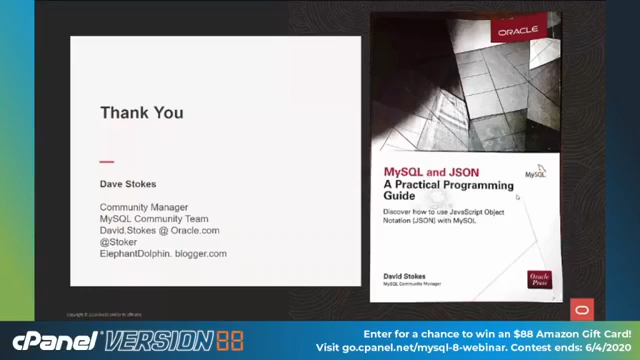 Thank You
Dave Stokes
Community Manager
MySQL Community Team
David.Stokes @ Oracle.com
@Stoker
ElephantDolphin. blogger.com
ORACLE
MySQL and JSON
A Practical Programming
Guide
MySQL
Discover how to use JavaScript Object
Notation (JSON) with MySQL
David Stokes
MySQL Community Manager
Oracle
Press
cPanel VERSION 88
Enter for a chance to win an $88 Amazon Gift Card!
Visit go.cpanel.net/mysql-8-webinar. Contest ends: 6/4/2020